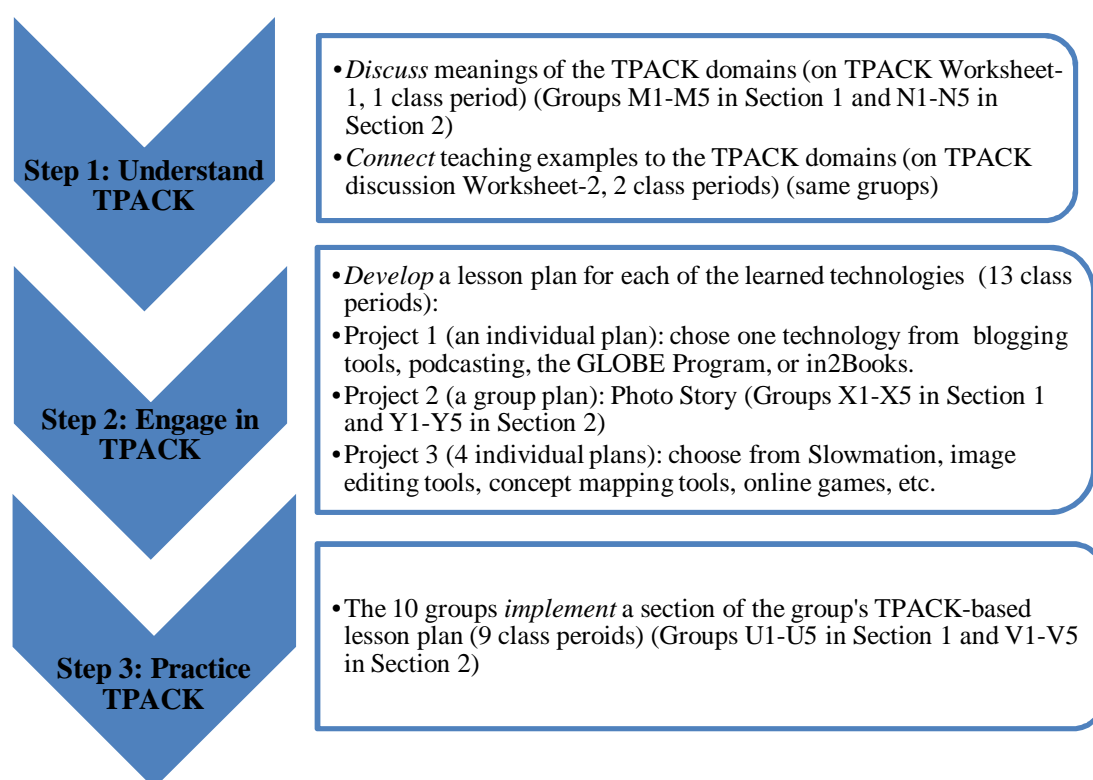 Step 1: Understand
TPACK
•Discuss meanings of the TPACK domains (on TPACK Worksheet-
1, 1 class period) (Groups M1-M5 in Section 1 and N1-N5 in
Section 2)
•Connect teaching examples to the TPACK domains (on TPACK
discussion Worksheet-2, 2 class periods) (same gruops)
Step 2: Engage in
TPACK
•Develop a lesson plan for each of the learned technologies (13 class
periods):
•Project 1 (an individual plan): chose one technology from blogging
tools, podcasting, the GLOBE Program, or in2Books.
•Project 2 (a group plan): Photo Story (Groups X1-X5 in Section 1
and Y1-Y5 in Section 2)
•Project 3 (4 individual plans): choose from Slowmation, image
editing tools, concept mapping tools, online games, etc.
Step 3: Practice
TPACK
•The 10 groups implement a section of the group's TPACK-based
lesson plan (9 class peroids) (Groups U1-U5 in Section 1 and V1-V5
in Section 2)